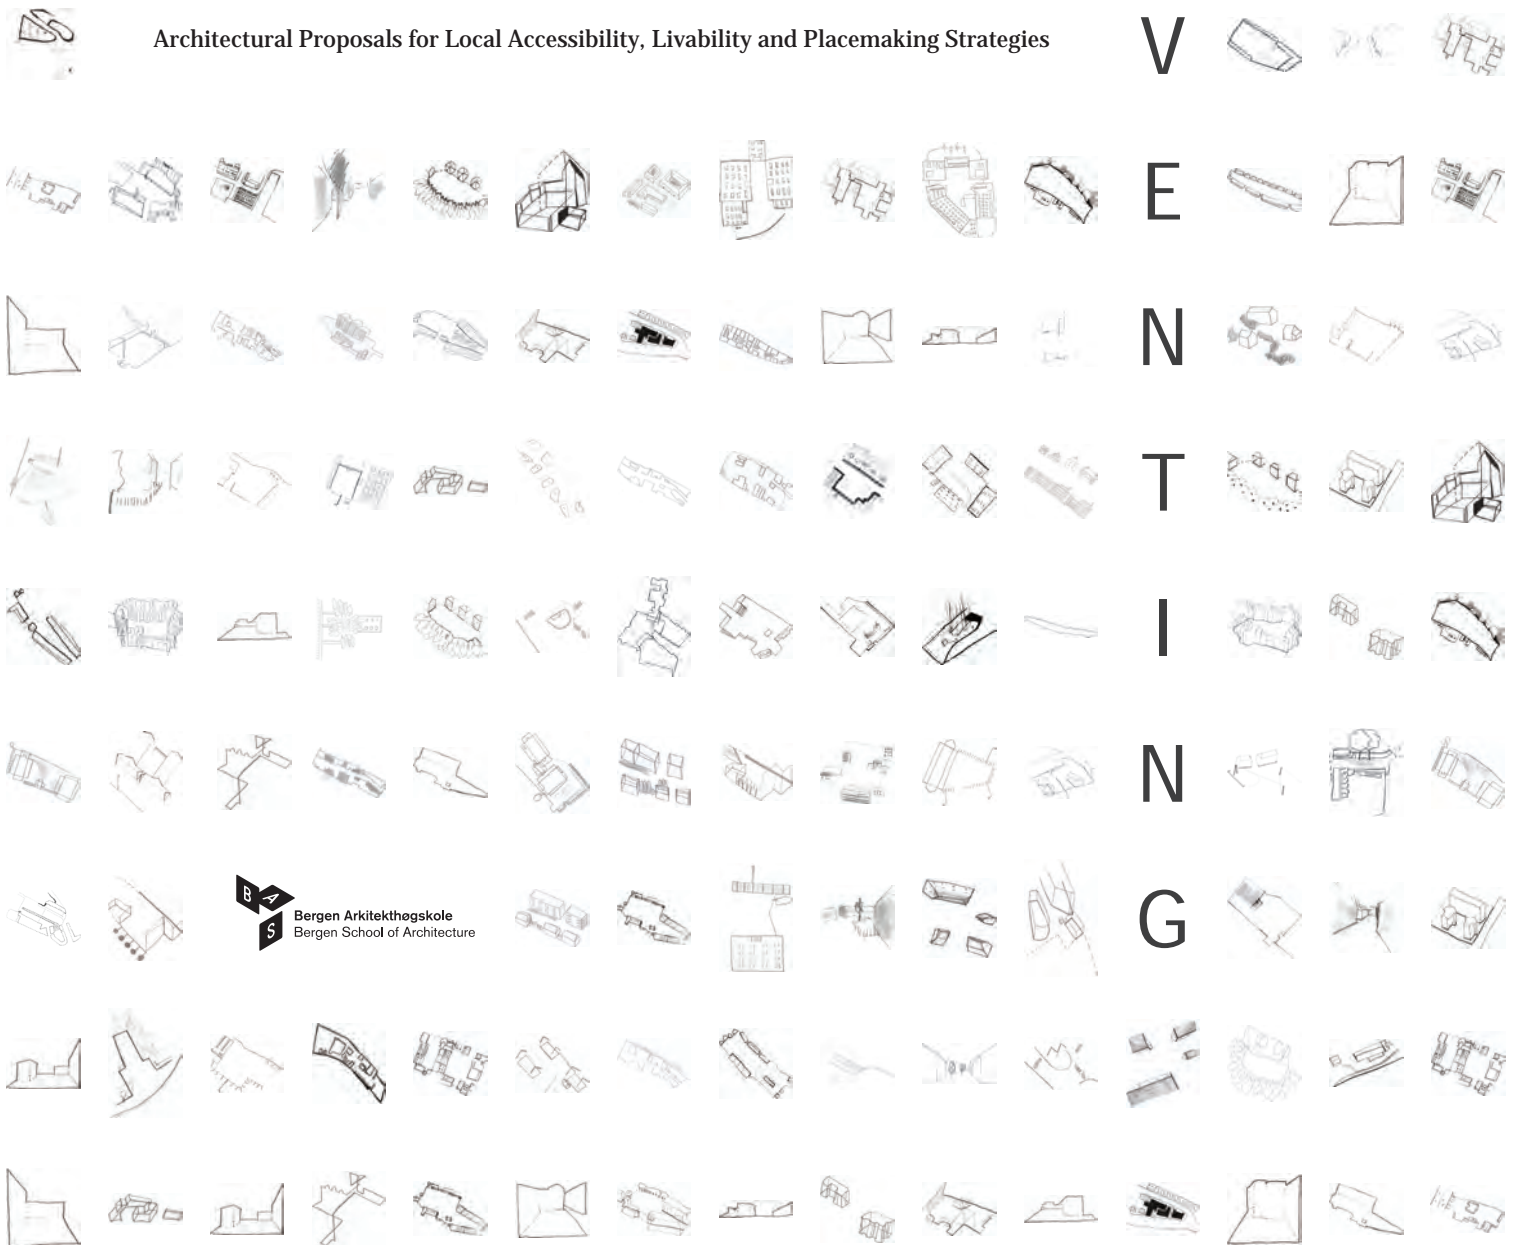 Architectural Proposals for Local Accessibility, Livability and Placemaking Strategies
V
E
N
T
I
N
G
B A
S
Bergen Arkitekthøgskole
Bergen School of Architecture